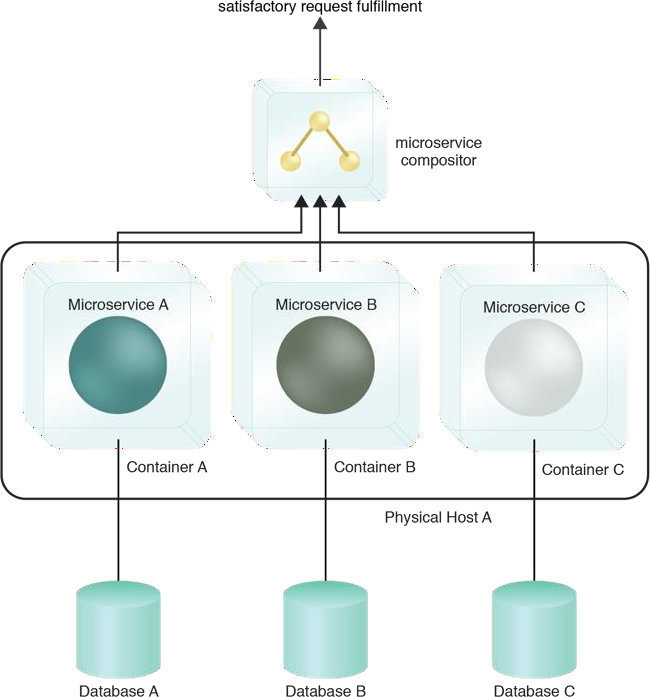 satisfactory request fulfillment
microservice
compositor
Microservice A
Microservice B
Microservice C
Container A
Container B
Container C
Physical Host A
Database A
Database B
Database C